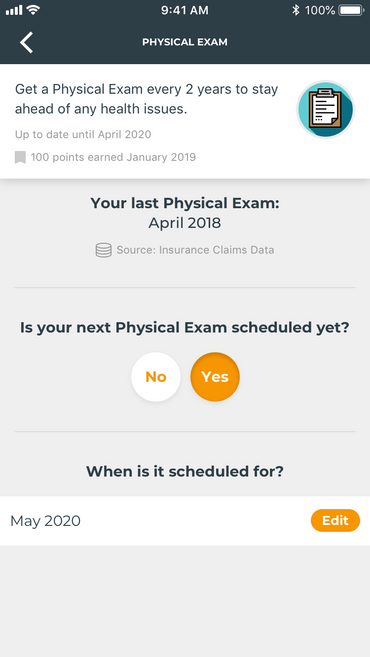 9:41 AM
100%
PHYSICAL EXAM
Get a Physical Exam every 2 years to stay
ahead of any health issues.
Up to date until April 2020
100 points earned January 2019
Your last Physical Exam:
April 2018
Source: Insurance Claims Data
Is your next Physical Exam scheduled yet?
No
Yes
When is it scheduled for?
May 2020
Edit